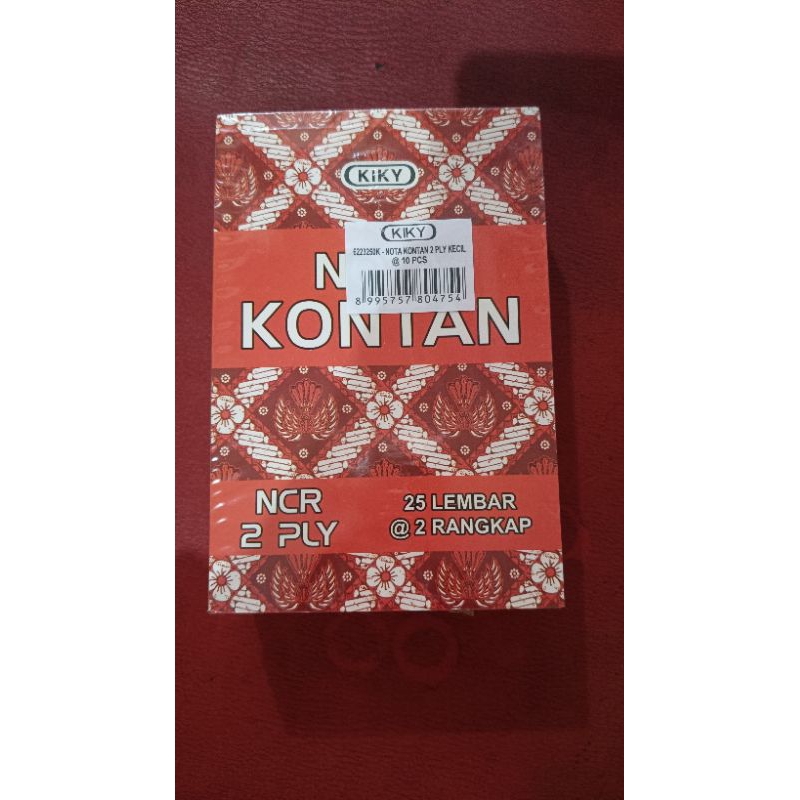 KIKY
KIKY
6223250K - NOTA KONTAN 2 PLY KECIL
@ 10 PCS
8 995757 804754
N
KONTAN
NCR
2 PLY
25 LEMBAR
@ 2 RANGKAP